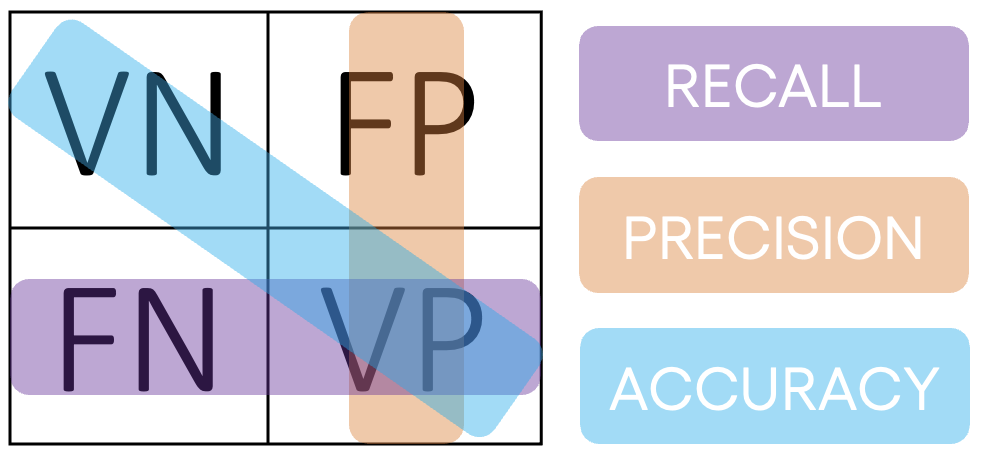 VN FP
FN VP
RECALL
PRECISION
ACCURACY